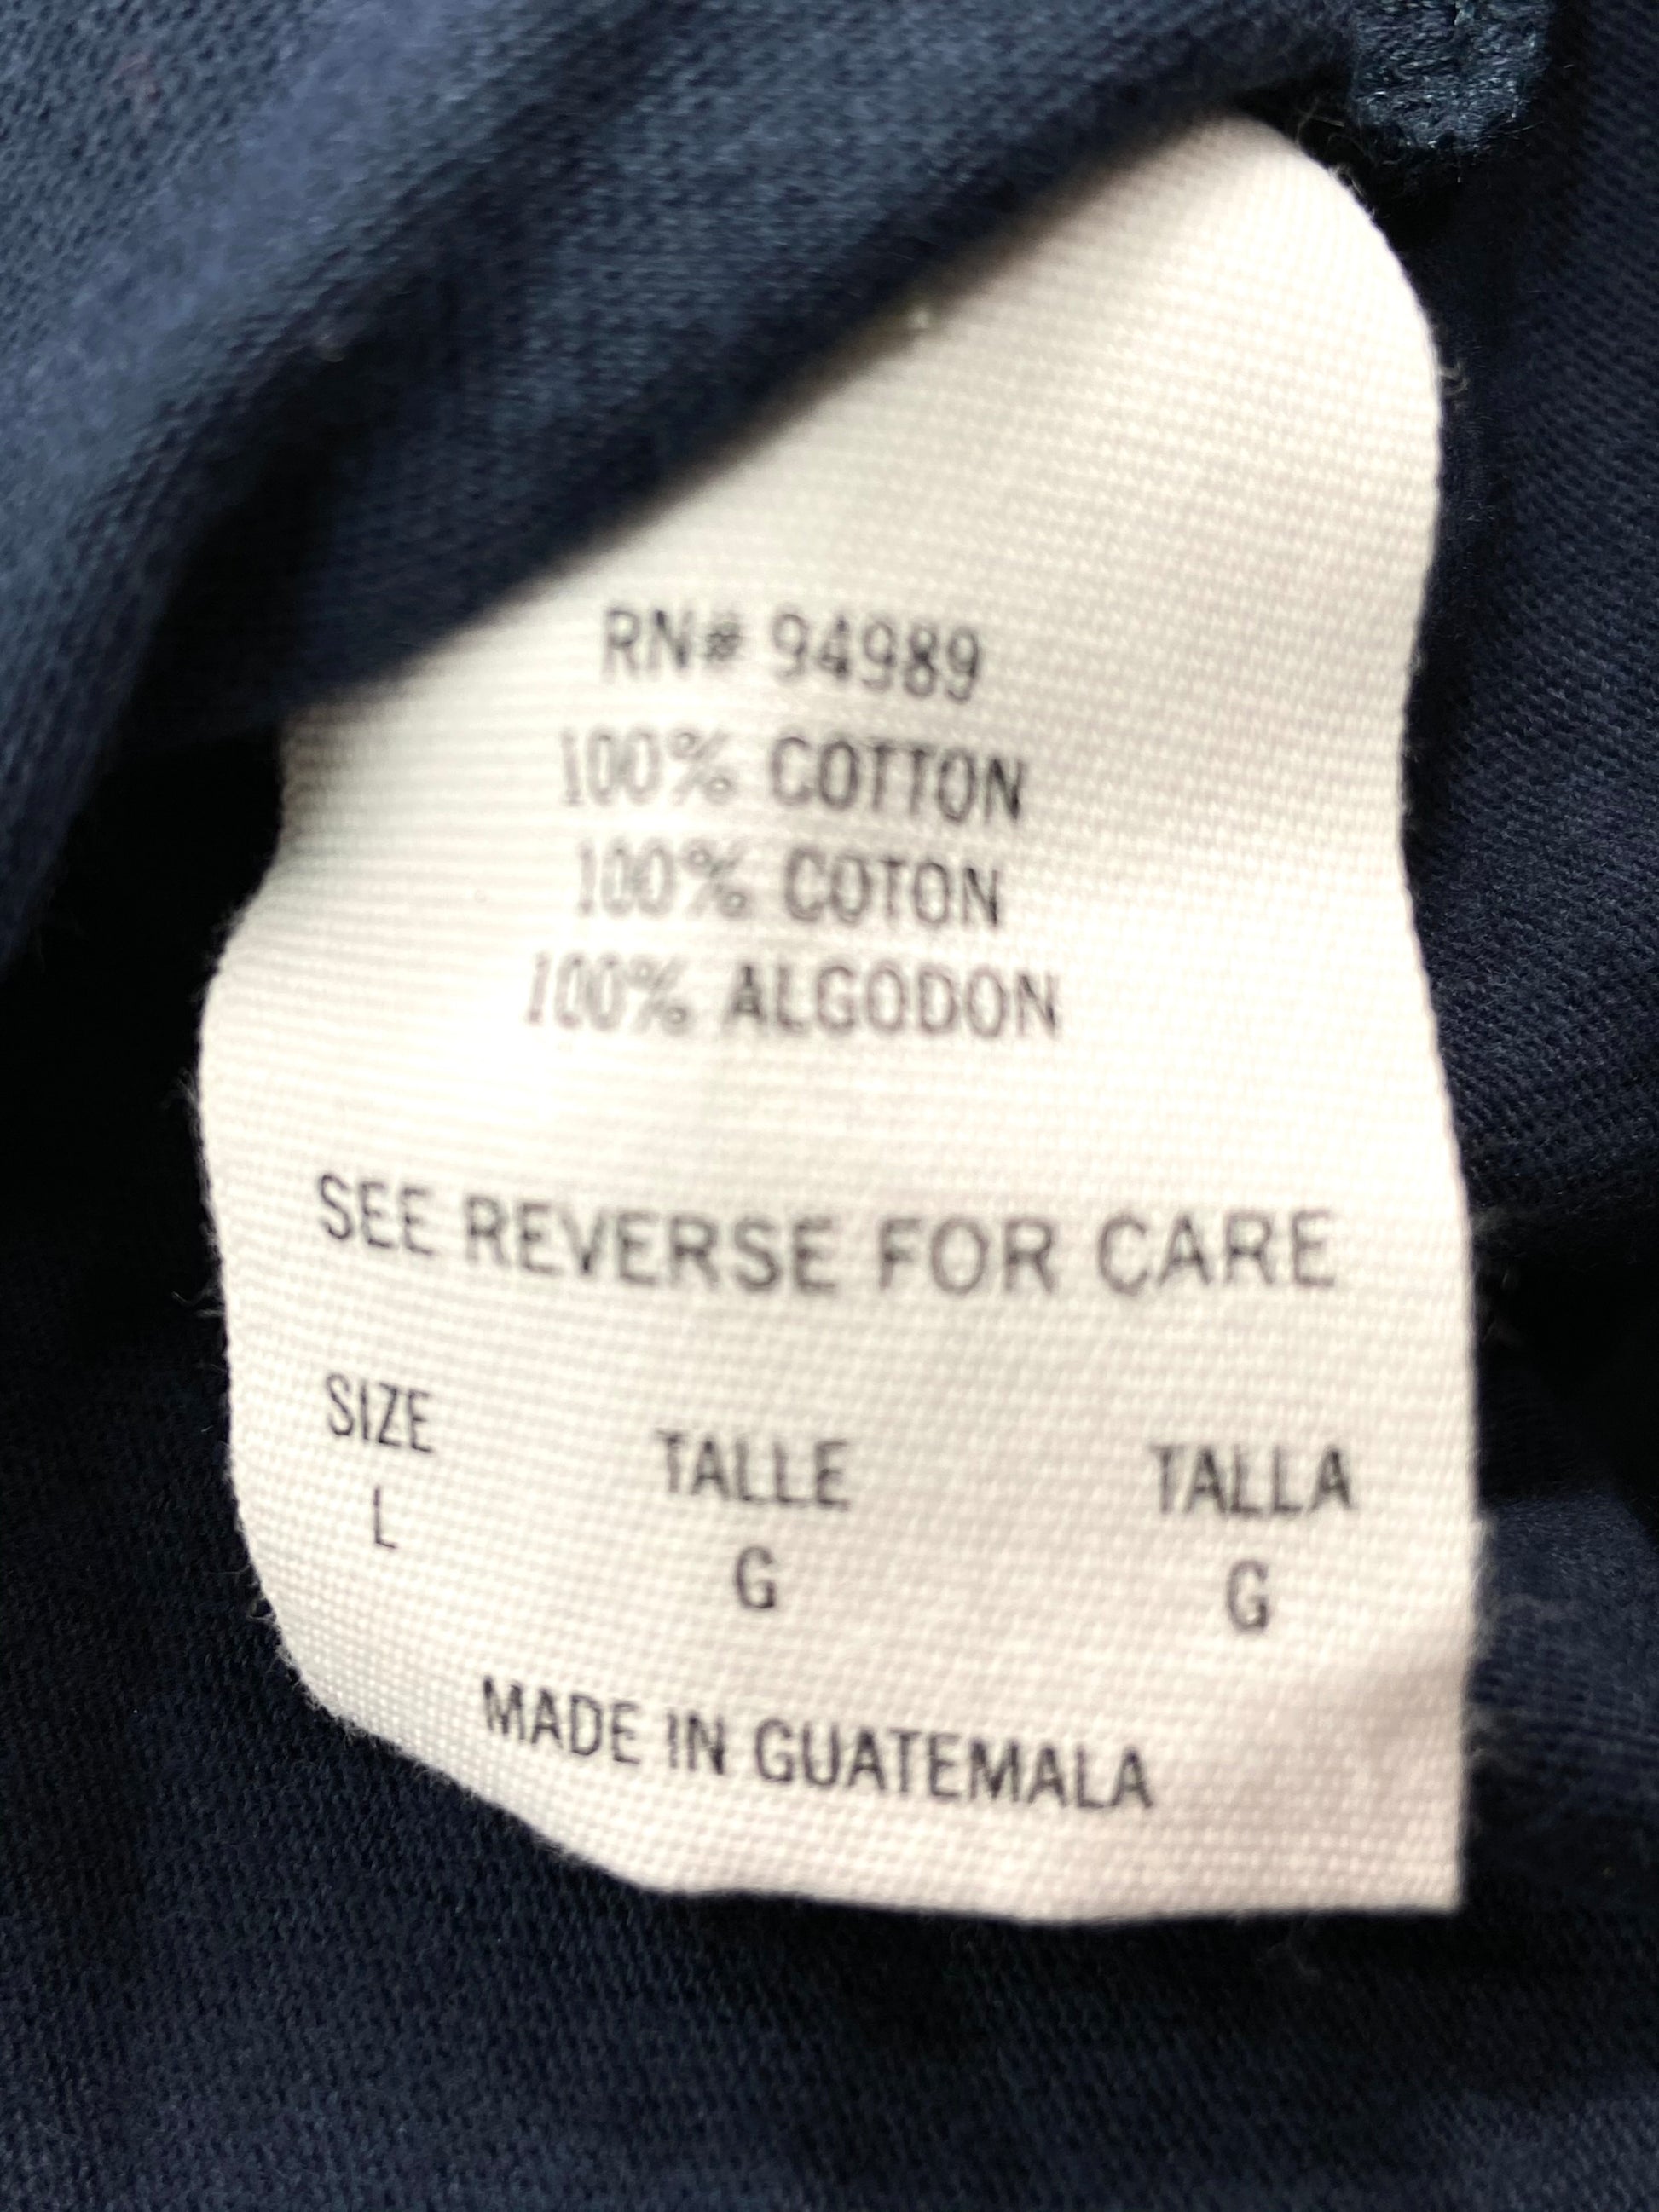 RN# 94989
100% COTTON
100% COTON
100% ALGODON
SEE REVERSE FOR CARE
SIZE TALLE TALLA
L G G
MADE IN GUATEMALA